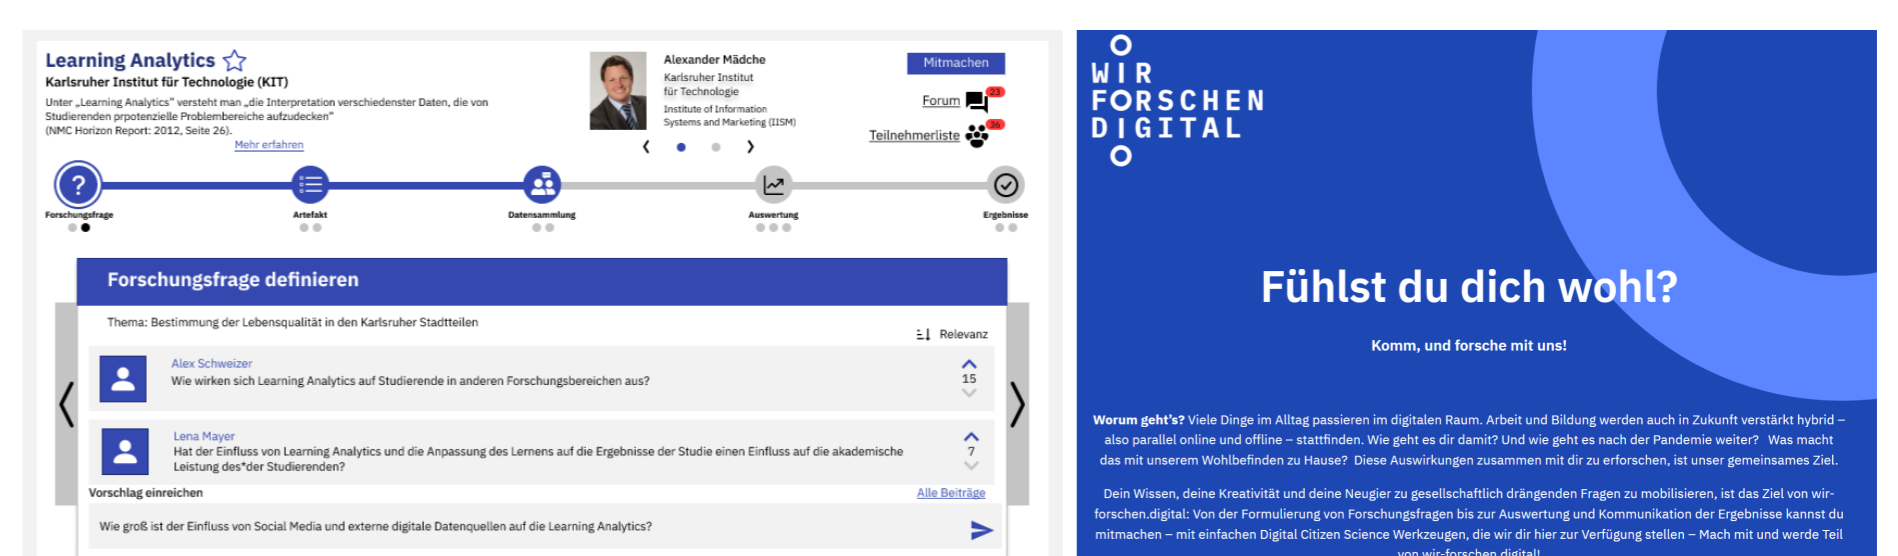 Learning Analytics
Karlsruher Institut für Technologie (KIT)
Unter „Learning Analytics" versteht man „die Interpretation verschiedenster Daten, die von
Studierenden prpotenzielle Problembereiche aufzudecken"
(NMC Horizon Report: 2012, Seite 26).
Mehr erfahren
Alexander Mädche
Karlsruher Institut
für Technologie
Institute of Information
Systems and Marketing (IISM)
Mitmachen
Forum 23
Teilnehmerliste 36
?
Forschungsfrage
Artefakt
Datensammlung
Auswertung
Ergebnisse
Forschungsfrage definieren
Thema: Bestimmung der Lebensqualität in den Karlsruher Stadtteilen
Relevanz
Alex Schweizer
Wie wirken sich Learning Analytics auf Studierende in anderen Forschungsbereichen aus?
15
Lena Mayer
Hat der Einfluss von Learning Analytics und die Anpassung des Lernens auf die Ergebnisse der Studie einen Einfluss auf die akademische
Leistung des*der Studierenden?
7
Vorschlag einreichen
Alle Beiträge
Wie groß ist der Einfluss von Social Media und externe digitale Datenquellen auf die Learning Analytics?
WIR
FORSCHEN
DIGITAL
Fühlst du dich wohl?
Komm, und forsche mit uns!
Worum geht's? Viele Dinge im Alltag passieren im digitalen Raum. Arbeit und Bildung werden auch in Zukunft verstärkt hybrid –
also parallel online und offline – stattfinden. Wie geht es dir damit? Und wie geht es nach der Pandemie weiter? Was macht
das mit unserem Wohlbefinden zu Hause? Diese Auswirkungen zusammen mit dir zu erforschen, ist unser gemeinsames Ziel.
Dein Wissen, deine Kreativität und deine Neugier zu gesellschaftlich drängenden Fragen zu mobilisieren, ist das Ziel von wir-
forschen.digital: Von der Formulierung von Forschungsfragen bis zur Auswertung und Kommunikation der Ergebnisse kannst du
mitmachen – mit einfachen Digital Citizen Science Werkzeugen, die wir dir hier zur Verfügung stellen – Mach mit und werde Teil
von wir-forschen.digital!